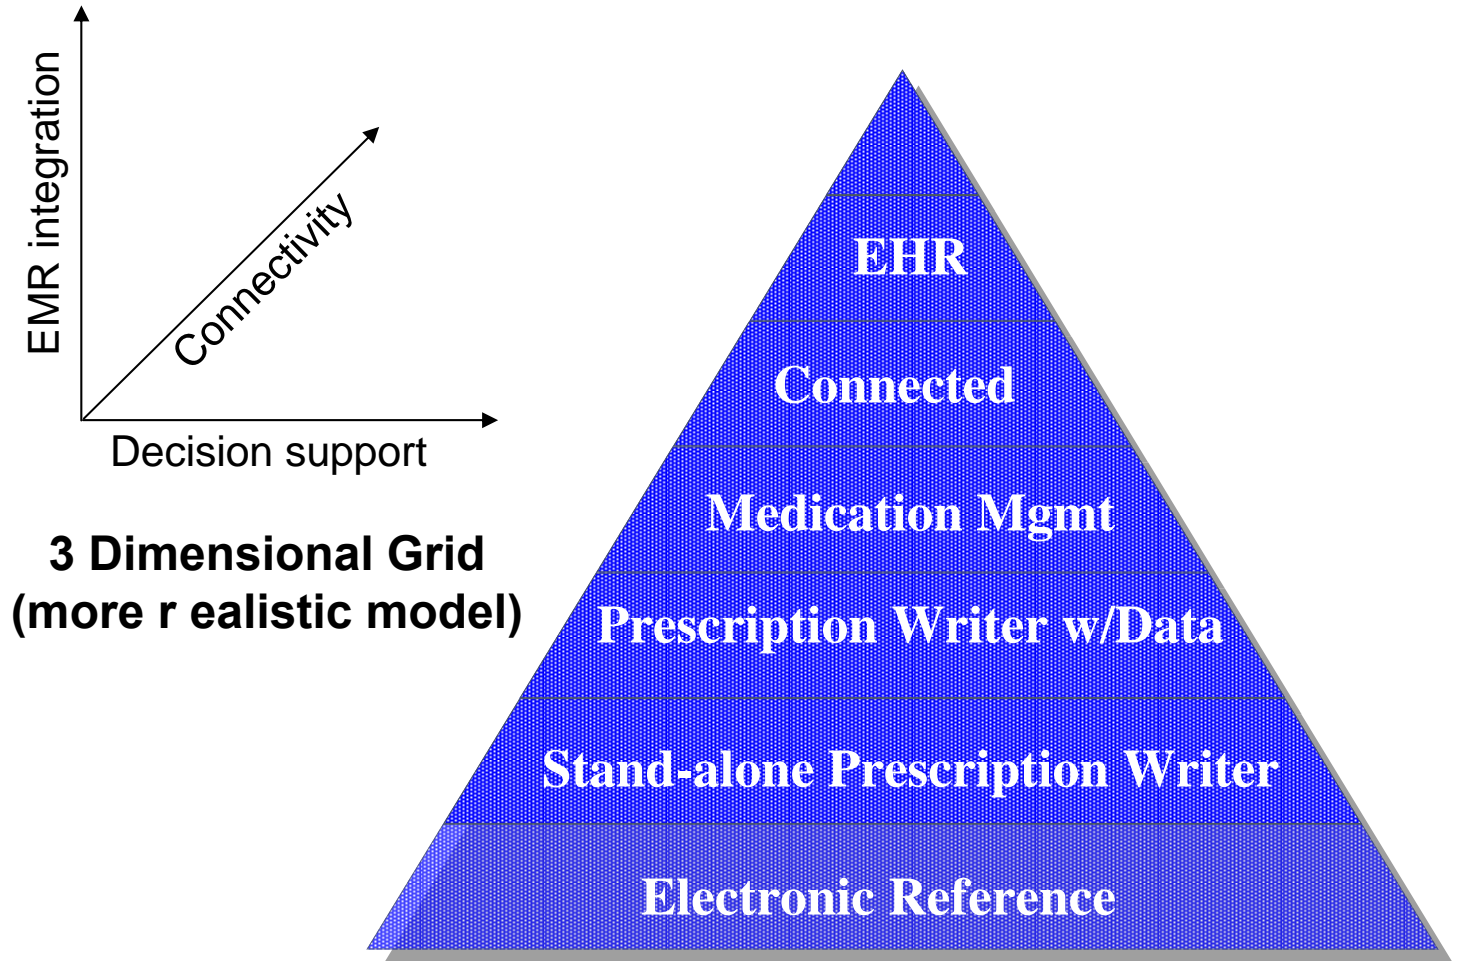 EMR integration
Connectivity
Decision support
3 Dimensional Grid
(more r ealistic model)
EHR
Connected
Medication Mgmt
Prescription Writer w/Data
Stand-alone Prescription Writer
Electronic Reference